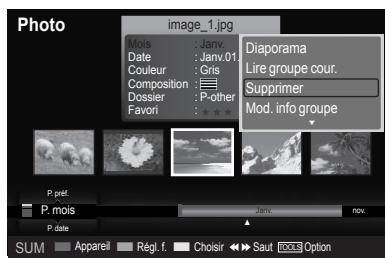 Photo
image_1.jpg
Mois : Janv.
Date : Janv.01.
Couleur : Gris
Composition :
Dossier : P-other
Favori : ★ ★ ★
Diaporama
Lire groupe cour.
Supprimer
Mod. info groupe
P. préf.
P. mois
Janv.
nov.
P. date
SUM Appareil Régl. f. Choisir Saut TOOLS Option